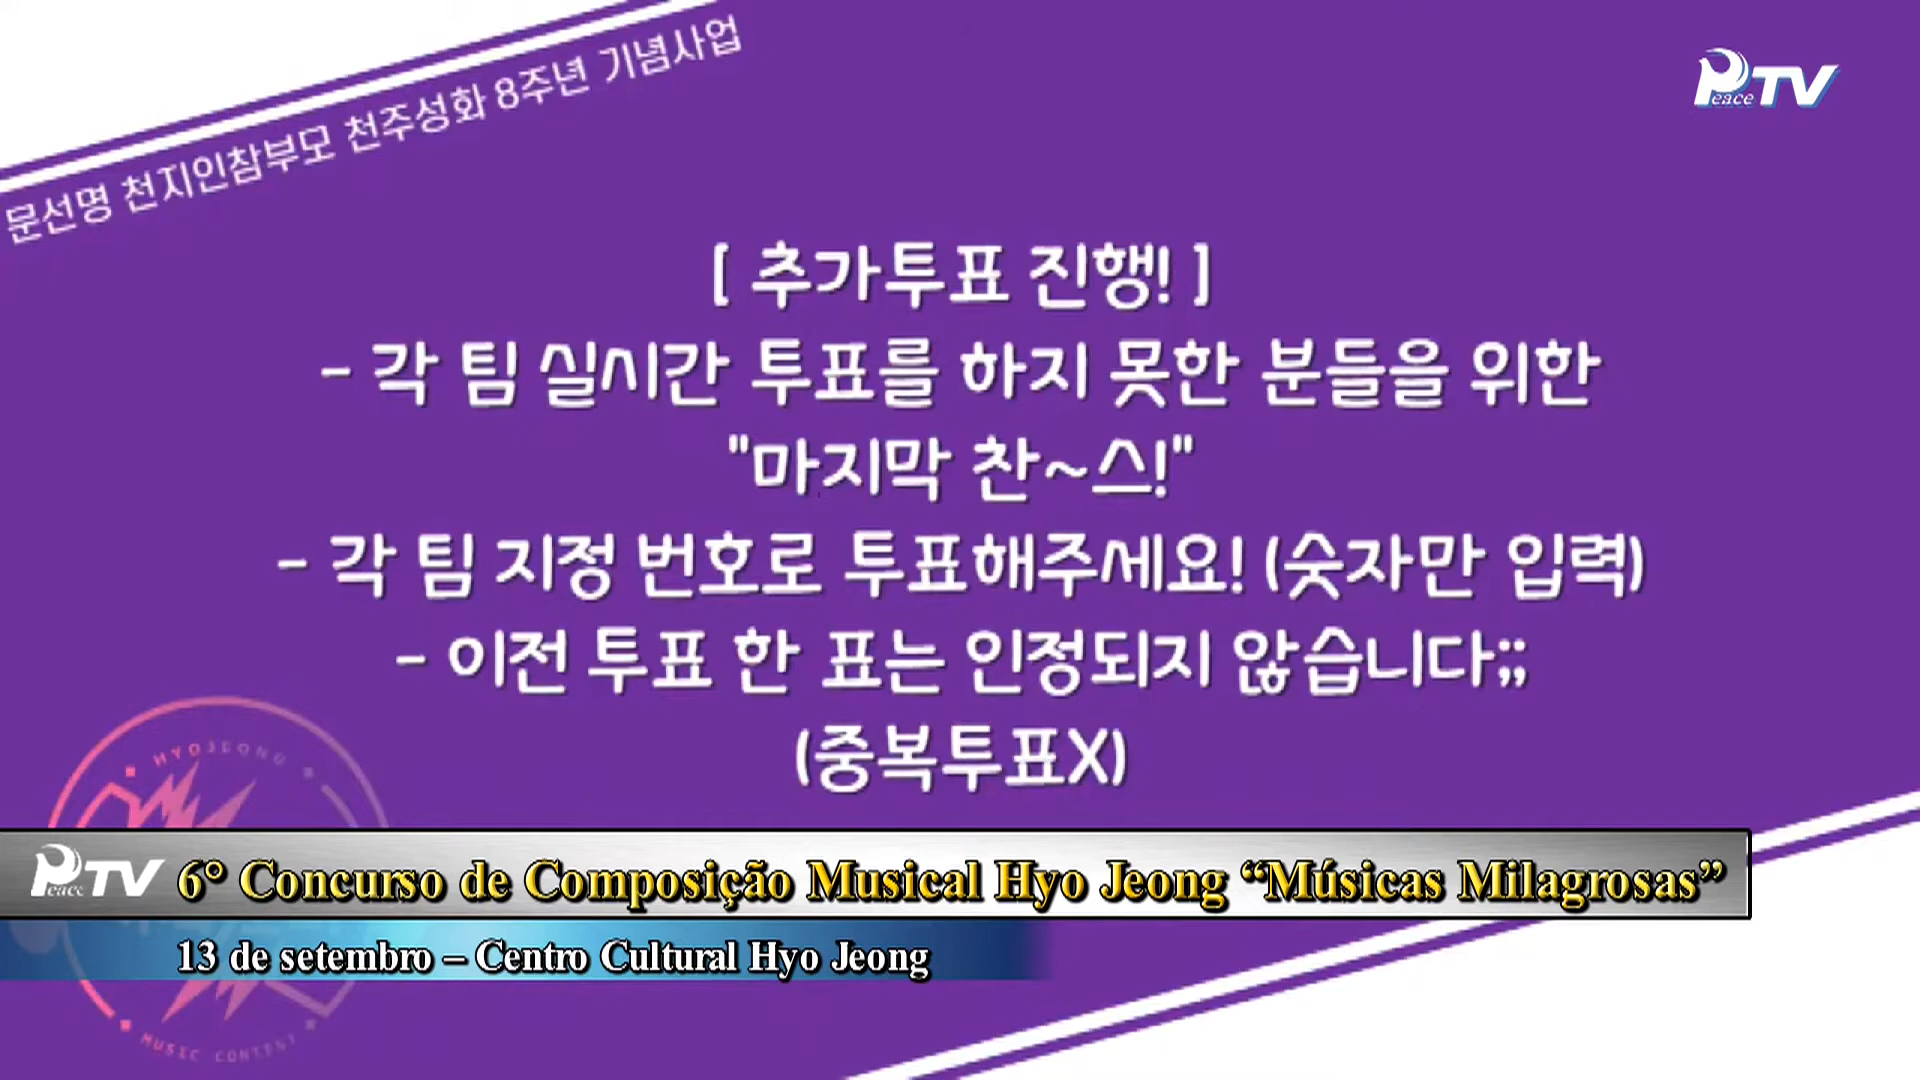 문선명 천지인참부모 천주성화 8주년 기념사업
Peace TV
[ 추가투표 진행! ]
- 각 팀 실시간 투표를 하지 못한 분들을 위한
"마지막 찬~스!"
- 각 팀 지정 번호로 투표해주세요! (숫자만 입력)
- 이전 투표 한 표는 인정되지 않습니다;;
(중복투표X)
HYOJEONG
Peace TV
6° Concurso de Composição Musical Hyo Jeong “Músicas Milagrosas”
13 de setembro – Centro Cultural Hyo Jeong
MUSIC CONTEST